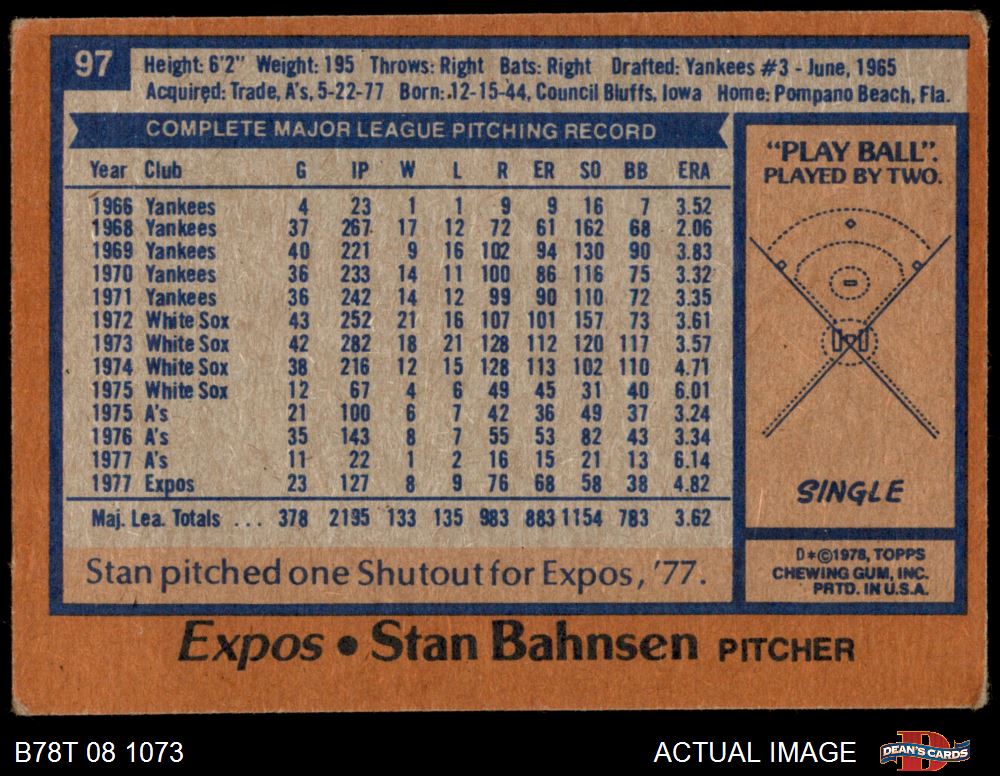 97
Height: 6'2" Weight: 195 Throws: Right Bats: Right Drafted: Yankees #3 - June, 1965
Acquired: Trade, A's, 5-22-77 Born: 12-15-44, Council Bluffs, Iowa Home: Pompano Beach, Fla.
COMPLETE MAJOR LEAGUE PITCHING RECORD
Year Club G IP W L R ER SO BB ERA
1966 Yankees 4 23 1 1 9 9 16 7 3.52
1968 Yankees 37 267 17 12 72 61 162 68 2.06
1969 Yankees 40 221 9 16 102 94 130 90 3.83
1970 Yankees 36 233 14 11 100 86 116 75 3.32
1971 Yankees 36 242 14 12 99 90 110 72 3.35
1972 White Sox 43 252 21 16 107 101 157 73 3.61
1973 White Sox 42 282 18 21 128 112 120 117 3.57
1974 White Sox 38 216 12 15 128 113 102 110 4.71
1975 White Sox 12 67 4 6 49 45 31 40 6.01
1975 A's 21 100 6 7 42 36 49 37 3.24
1976 A's 35 143 8 7 55 53 82 43 3.34
1977 A's 11 22 1 2 16 15 21 13 6.14
1977 Expos 23 127 8 9 76 68 58 38 4.82
Maj. Lea. Totals ... 378 2195 133 135 983 883 1154 783 3.62
Stan pitched one Shutout for Expos, '77.
"PLAY BALL".
PLAYED BY TWO.
SINGLE
D*©1978, TOPPS
CHEWING GUM, INC.
PRTD. IN U.S.A.
Expos • Stan Bahnsen PITCHER
B78T 08 1073
ACTUAL IMAGE
D
DEAN'S CARDS